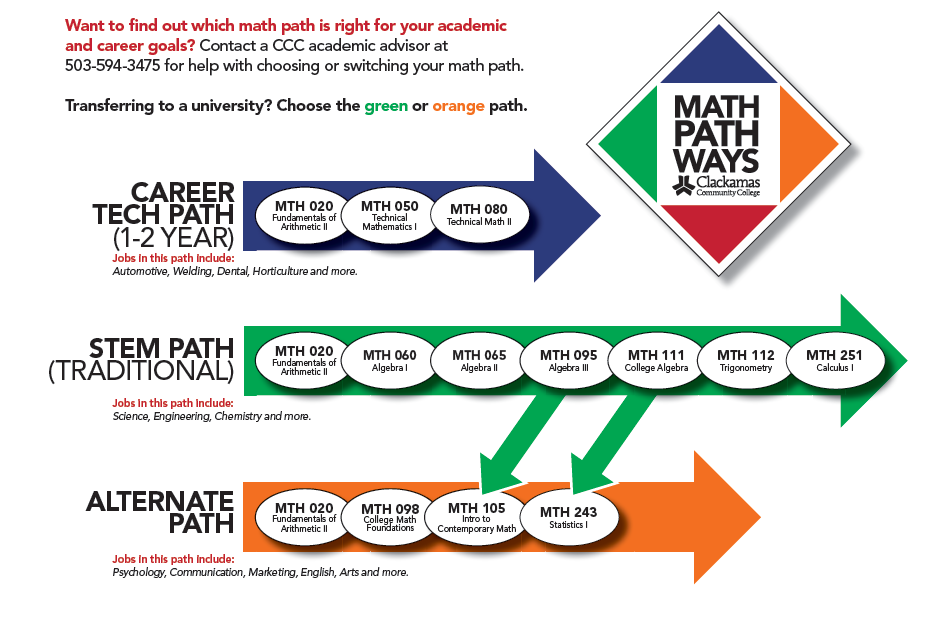 Want to find out which math path is right for your academic
and career goals? Contact a CCC academic advisor at
503-594-3475 for help with choosing or switching your math path.
Transferring to a university? Choose the green or orange path.
MATH
PATH
WAYS
Clackamas
Community College
CAREER
TECH PATH
(1-2 YEAR)
Jobs in this path include:
Automotive, Welding, Dental, Horticulture and more.
MTH 020
Fundamentals of
Arithmetic II
MTH 050
Technical
Mathematics I
MTH 080
Technical Math II
STEM PATH
(TRADITIONAL)
Jobs in this path include:
Science, Engineering, Chemistry and more.
MTH 020
Fundamentals of
Arithmetic II
MTH 060
Algebra I
MTH 065
Algebra II
MTH 095
Algebra III
MTH 111
College Algebra
MTH 112
Trigonometry
MTH 251
Calculus I
ALTERNATE
PATH
Jobs in this path include:
Psychology, Communication, Marketing, English, Arts and more.
MTH 020
Fundamentals of
Arithmetic II
MTH 098
College Math
Foundations
MTH 105
Intro to
Contemporary Math
MTH 243
Statistics I